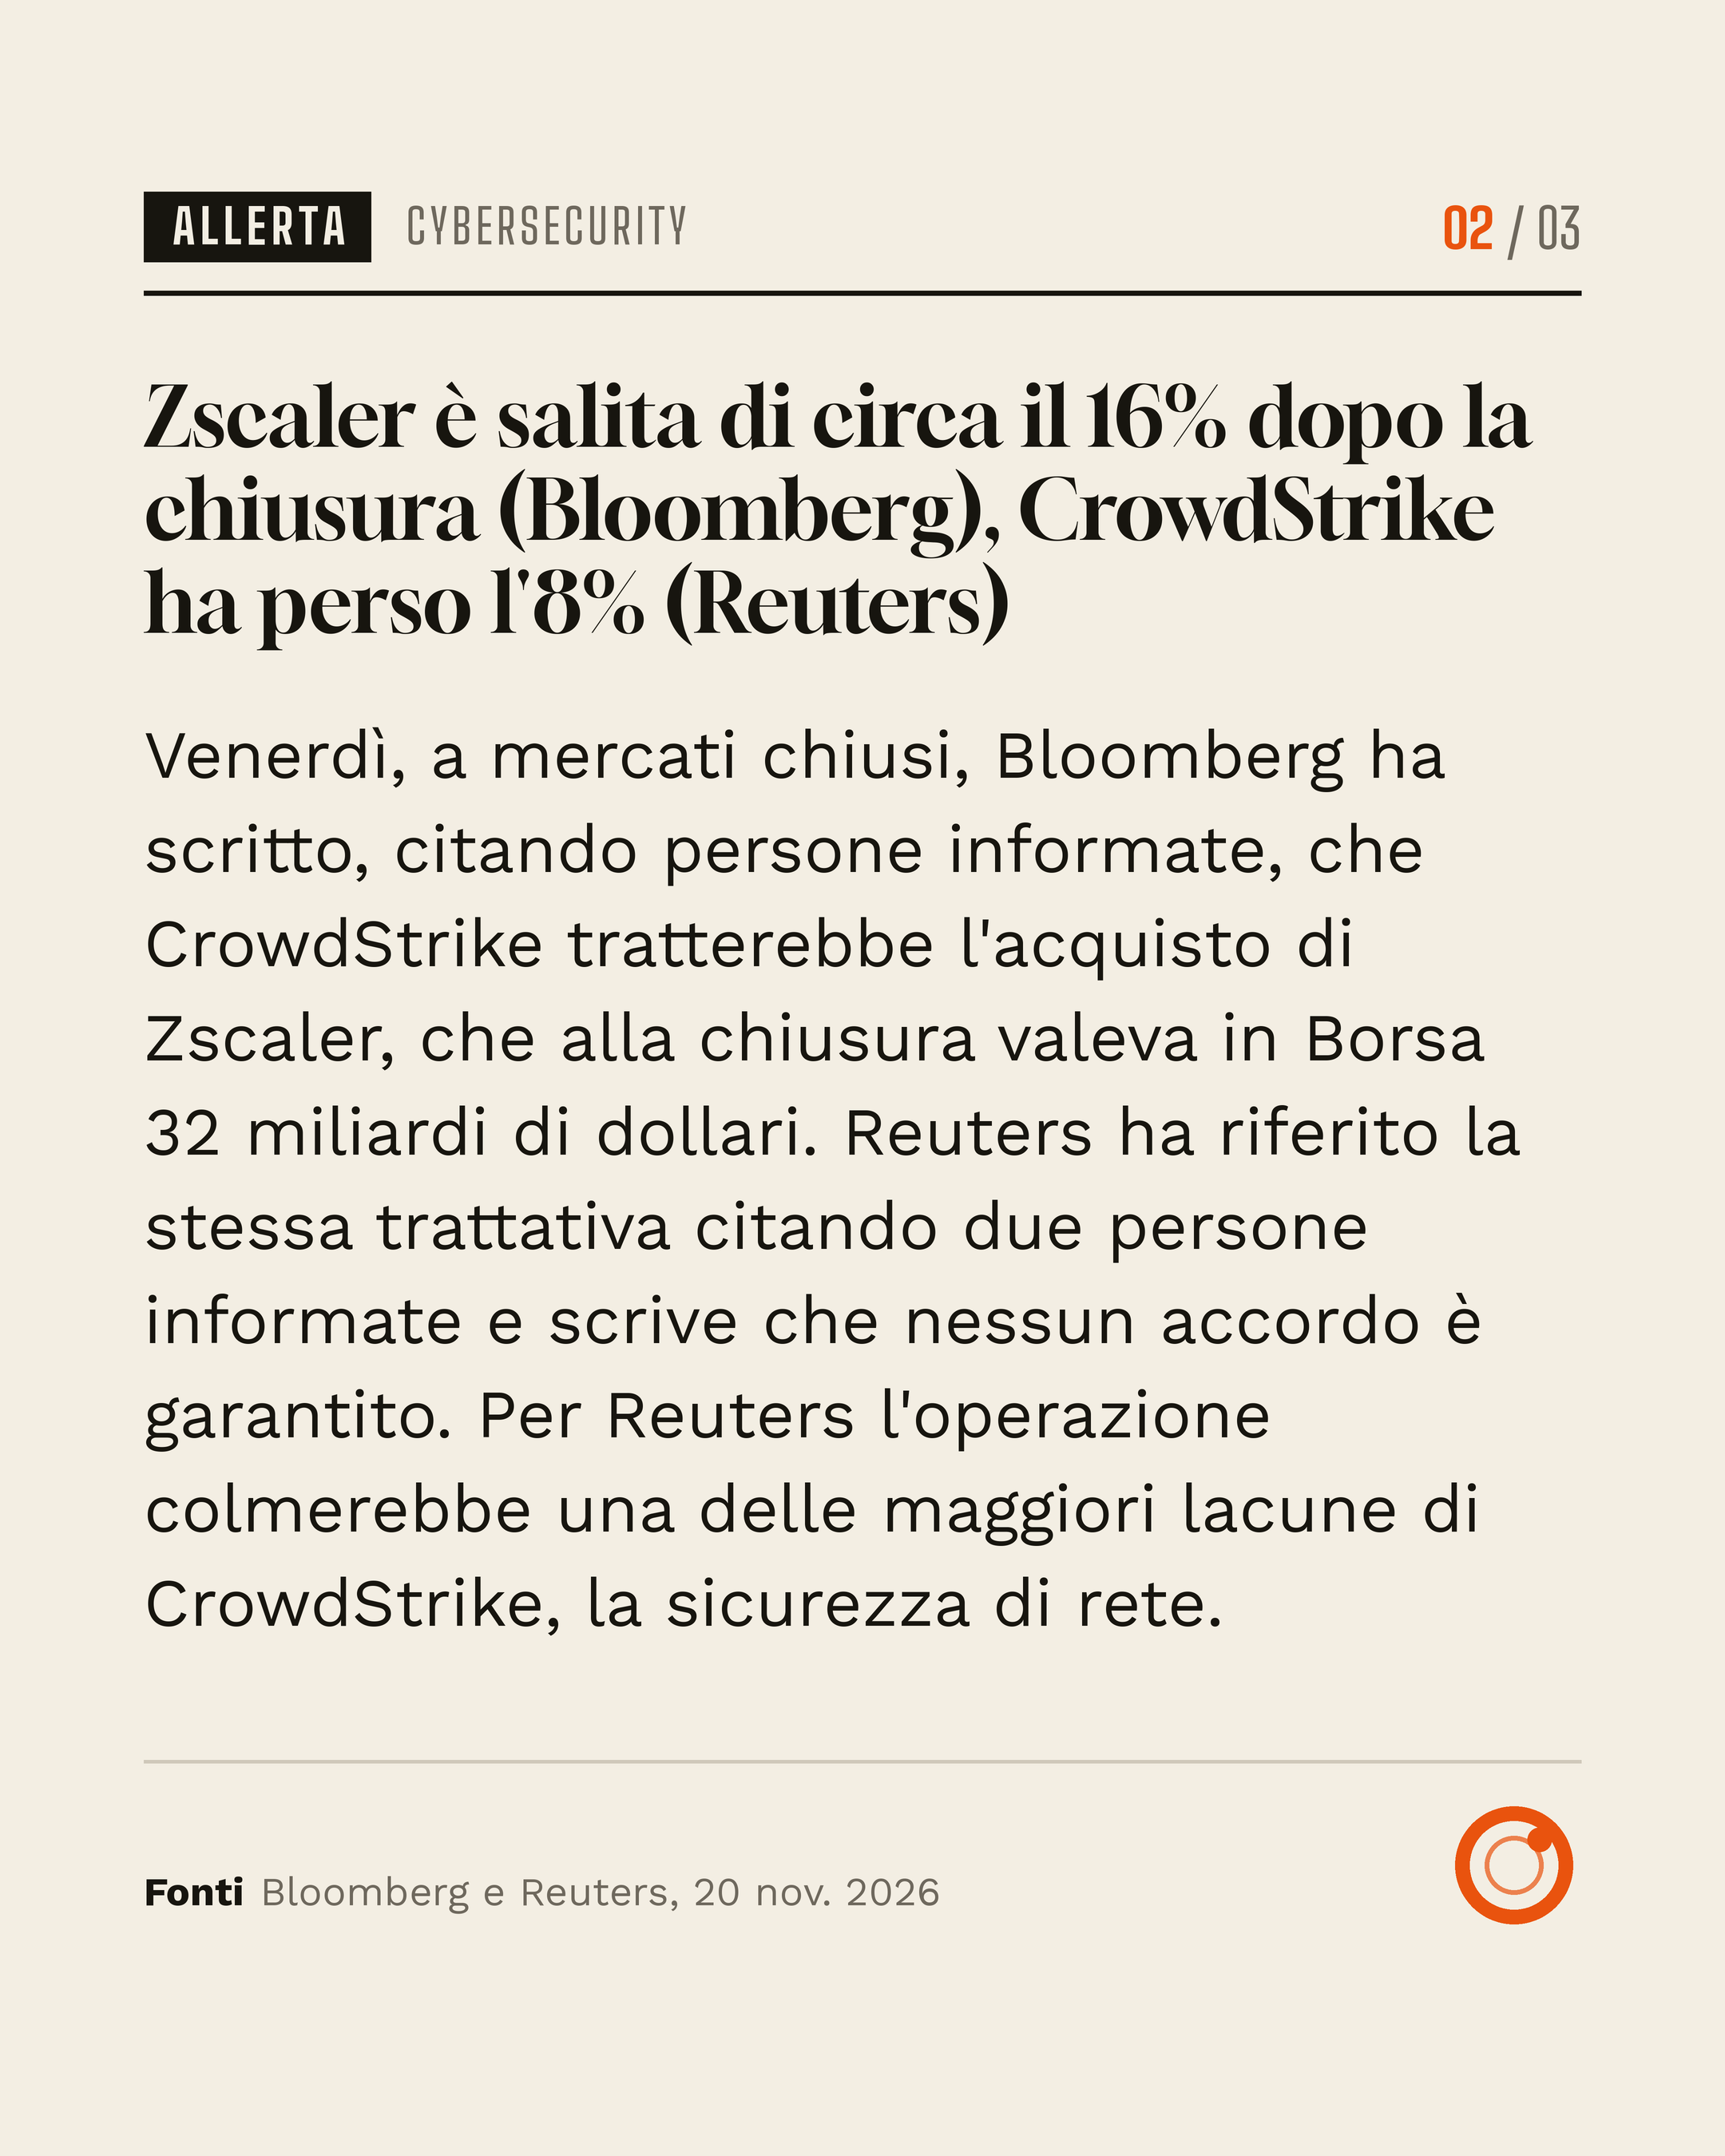 ALLERTA CYBERSECURITY 02 / 03
Zscaler è salita di circa il 16% dopo la
chiusura (Bloomberg), CrowdStrike
ha perso l'8% (Reuters)
Venerdì, a mercati chiusi, Bloomberg ha
scritto, citando persone informate, che
CrowdStrike tratterebbe l'acquisto di
Zscaler, che alla chiusura valeva in Borsa
32 miliardi di dollari. Reuters ha riferito la
stessa trattativa citando due persone
informate e scrive che nessun accordo è
garantito. Per Reuters l'operazione
colmerebbe una delle maggiori lacune di
CrowdStrike, la sicurezza di rete.
Fonti Bloomberg e Reuters, 20 nov. 2026